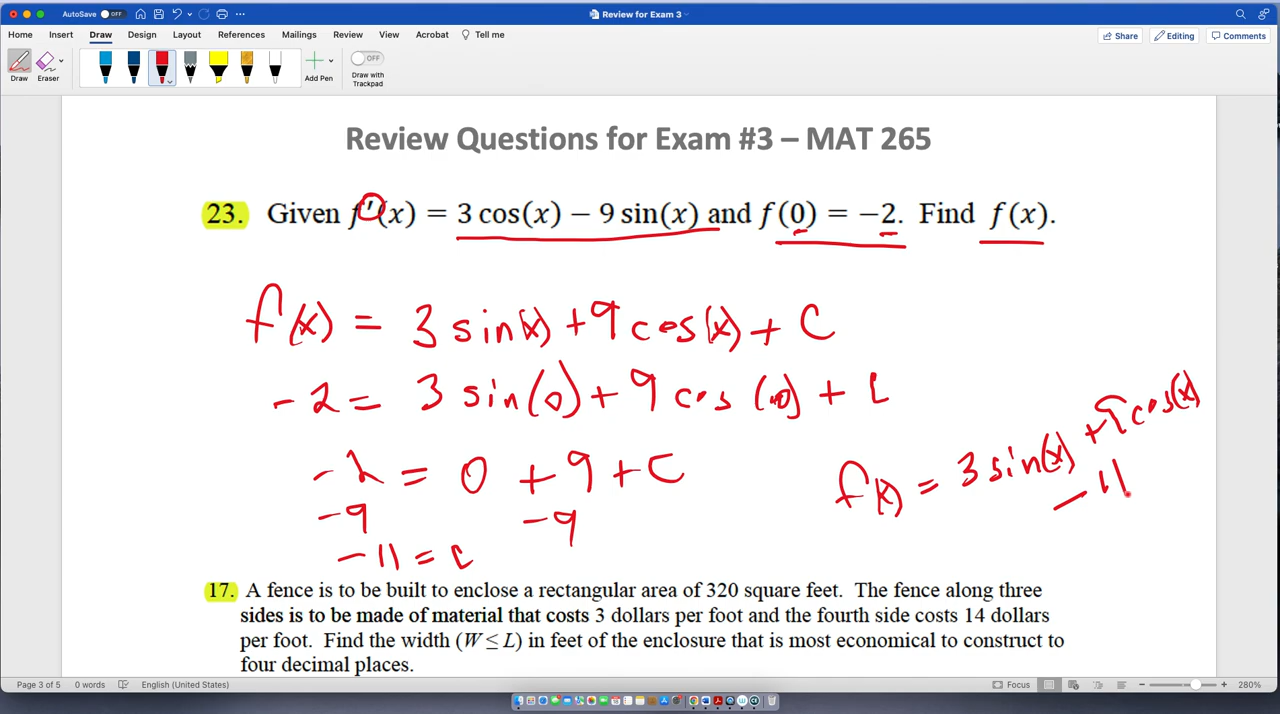 AutoSave OFF Review for Exam 3
Home Insert Draw Design Layout References Mailings Review View Acrobat Tell me Share Editing Comments
Draw Eraser Add Pen OFF Draw with Trackpad
Review Questions for Exam #3 – MAT 265
23. Given f′(x) = 3 cos(x) − 9 sin(x) and f(0) = −2. Find f(x).
f(x) = 3 sin(x) + 9 cos(x) + C
-2 = 3 sin(0) + 9 cos(0) + C
-2 = 0 + 9 + C
-9 -9
-11 = C
f(x) = 3 sin(x) + 9 cos(x)
- 11
17. A fence is to be built to enclose a rectangular area of 320 square feet. The fence along three
sides is to be made of material that costs 3 dollars per foot and the fourth side costs 14 dollars
per foot. Find the width (W ≤ L) in feet of the enclosure that is most economical to construct to
four decimal places.
Page 3 of 5 0 words English (United States) Focus 280%